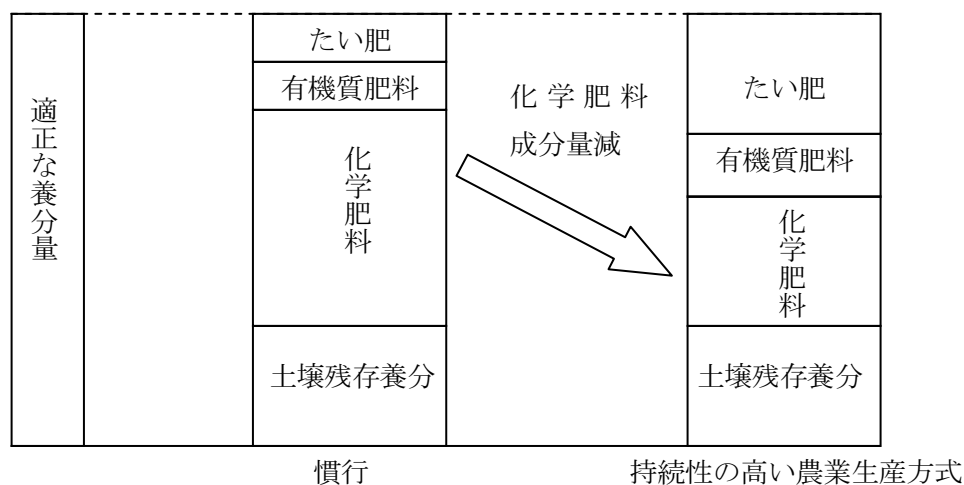 適正な養分量
たい肥
有機質肥料
化学肥料
土壌残存養分
化学肥料
成分量減
たい肥
有機質肥料
化学肥料
土壌残存養分
慣行
持続性の高い農業生産方式